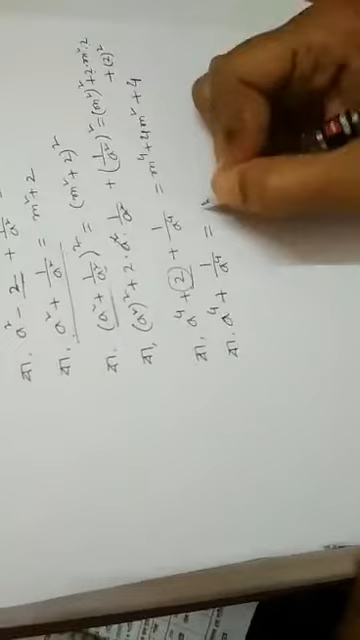 a² - 2 + 1/a²
বা, a² + 1/a² = m² + 2
বা, (a² + 1/a²)² = (m² + 2)²
বা, (a²)² + 2 · a² · 1/a² + (1/a²)² = (m²)² + 2 · m² · 2 + (2)²
বা, a⁴ + 2 + 1/a⁴ = m⁴ + 4m² + 4
বা, a⁴ + 1/a⁴ =